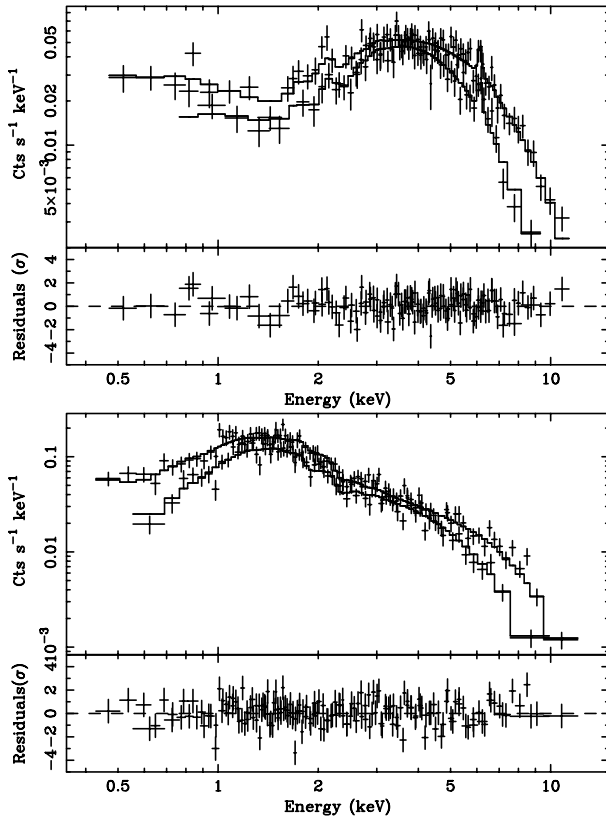 Cts s⁻¹ keV⁻¹
0.05
0.02
0.01
5×10⁻³
Residuals (σ)
4
2
0
−2
−4
0.5 1 2 5 10
Energy (keV)
Cts s⁻¹ keV⁻¹
0.1
0.01
10⁻³
Residuals(σ)
4
2
0
−2
−4
0.5 1 2 5 10
Energy (keV)